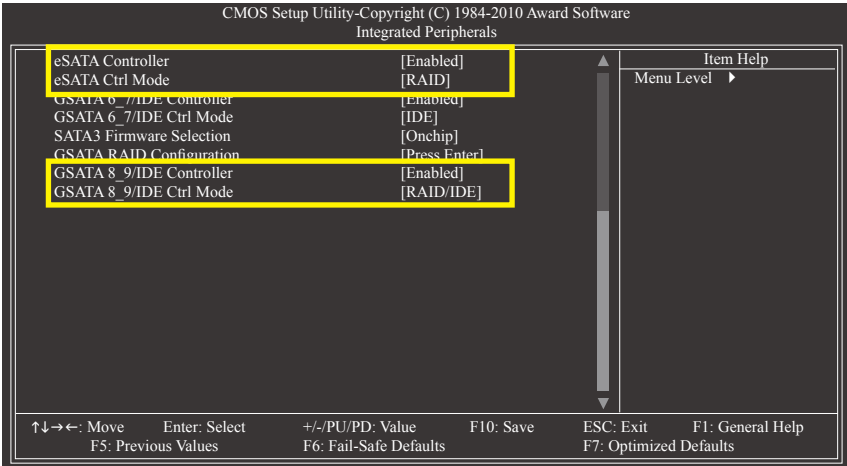 CMOS Setup Utility-Copyright (C) 1984-2010 Award Software
Integrated Peripherals
eSATA Controller [Enabled]
eSATA Ctrl Mode [RAID]
GSATA 6_7/IDE Controller [Enabled]
GSATA 6_7/IDE Ctrl Mode [IDE]
SATA3 Firmware Selection [Onchip]
GSATA RAID Configuration [Press Enter]
GSATA 8_9/IDE Controller [Enabled]
GSATA 8_9/IDE Ctrl Mode [RAID/IDE]
Item Help
Menu Level
↑↓→←: Move Enter: Select +/-/PU/PD: Value F10: Save ESC: Exit F1: General Help
F5: Previous Values F6: Fail-Safe Defaults F7: Optimized Defaults